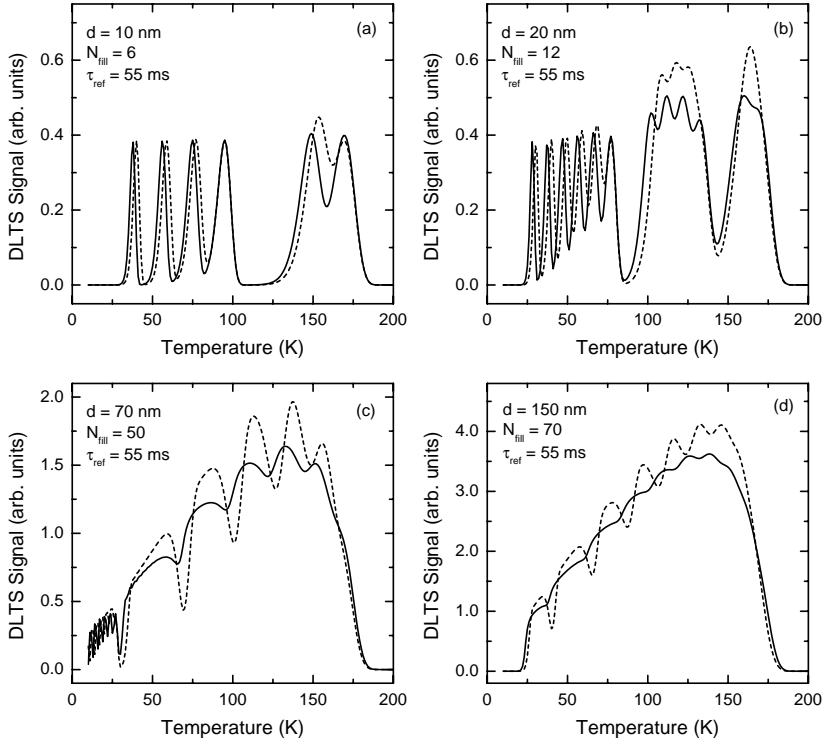 (a)
d = 10 nm
N_fill = 6
τ_ref = 55 ms
DLTS Signal (arb. units)
0.6
0.4
0.2
0.0
0 50 100 150 200
Temperature (K)
(b)
d = 20 nm
N_fill = 12
τ_ref = 55 ms
DLTS Signal (arb. units)
0.6
0.4
0.2
0.0
0 50 100 150 200
Temperature (K)
(c)
d = 70 nm
N_fill = 50
τ_ref = 55 ms
DLTS Signal (arb. units)
2.0
1.5
1.0
0.5
0.0
0 50 100 150 200
Temperature (K)
(d)
d = 150 nm
N_fill = 70
τ_ref = 55 ms
DLTS Signal (arb. units)
4.0
3.0
2.0
1.0
0.0
0 50 100 150 200
Temperature (K)